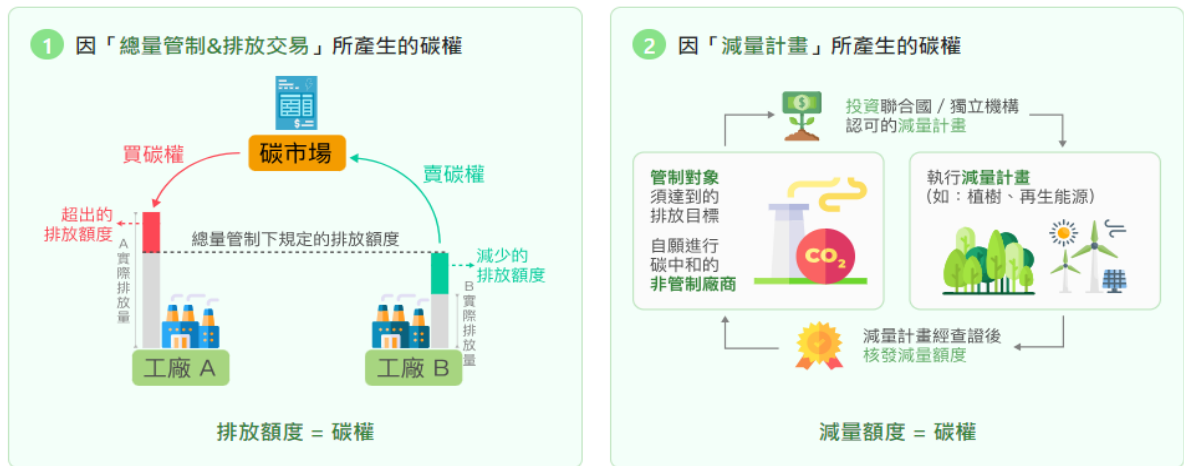 1 因「總量管制&排放交易」所產生的碳權
碳市場
買碳權
賣碳權
超出的
排放額度
總量管制下規定的排放額度
減少的
排放額度
A實際排放量
B實際排放量
工廠 A
工廠 B
排放額度 = 碳權
2 因「減量計畫」所產生的碳權
投資聯合國 / 獨立機構
認可的減量計畫
管制對象
須達到的
排放目標
自願進行
碳中和的
非管制廠商
CO₂
執行減量計畫
(如:植樹、再生能源)
減量計畫經查證後
核發減量額度
減量額度 = 碳權